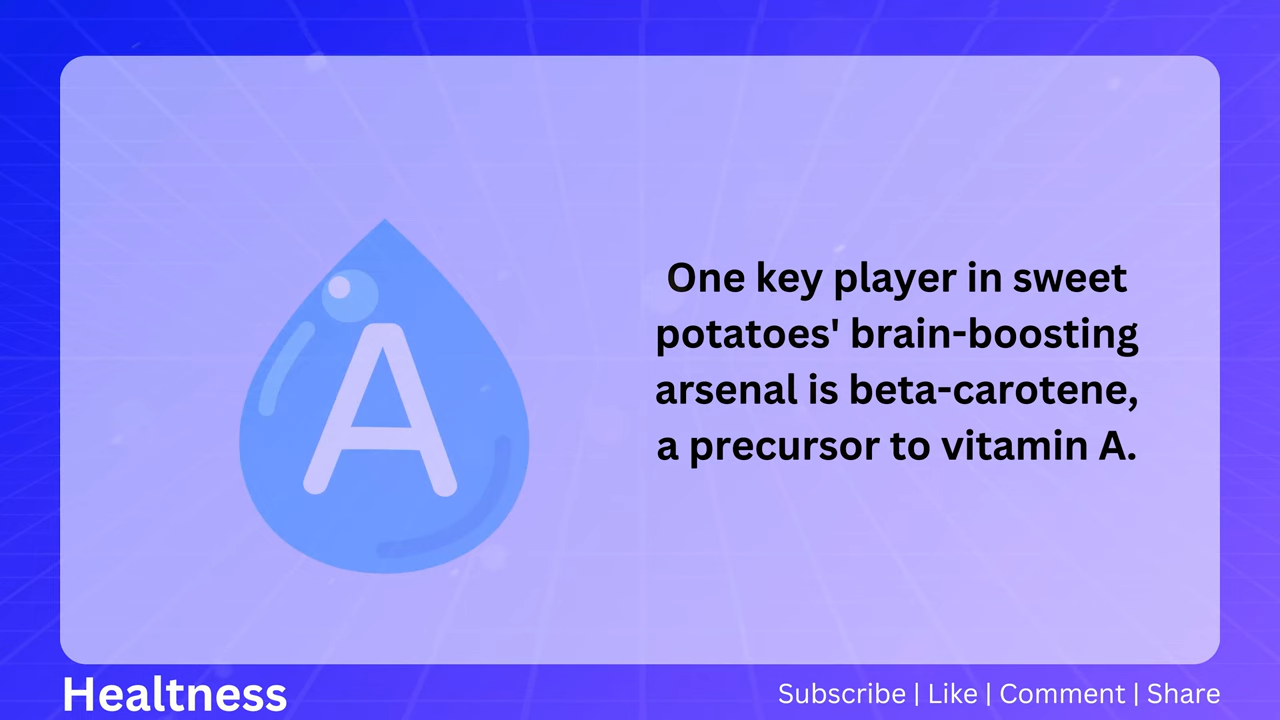 A
One key player in sweet
potatoes' brain-boosting
arsenal is beta-carotene,
a precursor to vitamin A.
Healtness
Subscribe | Like | Comment | Share